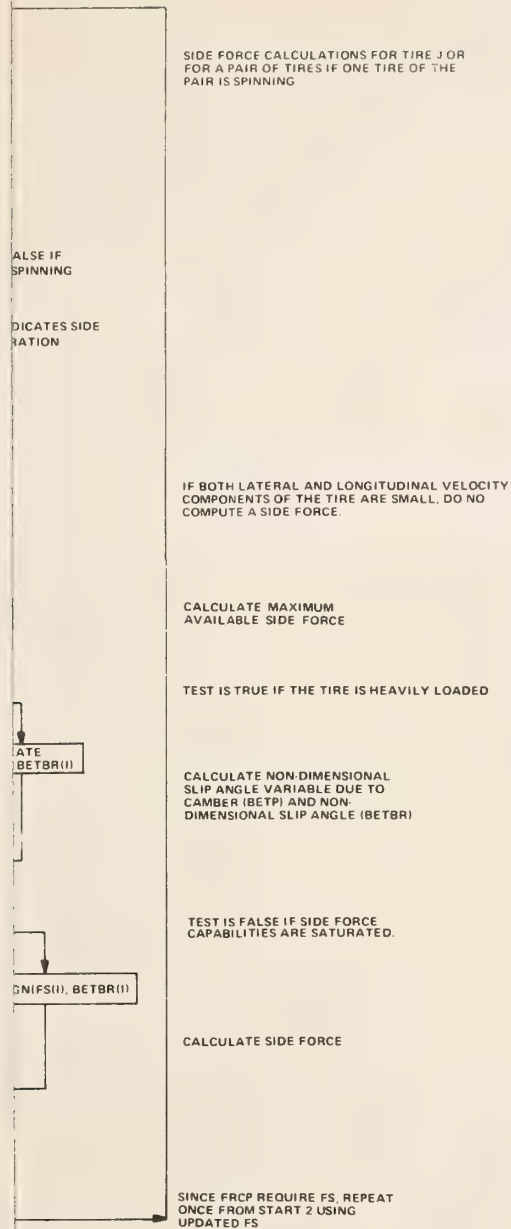 SIDE FORCE CALCULATIONS FOR TIRE J OR
FOR A PAIR OF TIRES IF ONE TIRE OF THE
PAIR IS SPINNING
ALSE IF
SPINNING
DICATES SIDE
RATION
IF BOTH LATERAL AND LONGITUDINAL VELOCITY
COMPONENTS OF THE TIRE ARE SMALL, DO NO
COMPUTE A SIDE FORCE.
CALCULATE MAXIMUM
AVAILABLE SIDE FORCE
TEST IS TRUE IF THE TIRE IS HEAVILY LOADED
ATE
BETBR(I)
CALCULATE NON-DIMENSIONAL
SLIP ANGLE VARIABLE DUE TO
CAMBER (BETP) AND NON-
DIMENSIONAL SLIP ANGLE (BETBR)
TEST IS FALSE IF SIDE FORCE
CAPABILITIES ARE SATURATED.
GN(FS(I), BETBR(I)
CALCULATE SIDE FORCE
SINCE FRCP REQUIRE FS, REPEAT
ONCE FROM START 2 USING
UPDATED FS